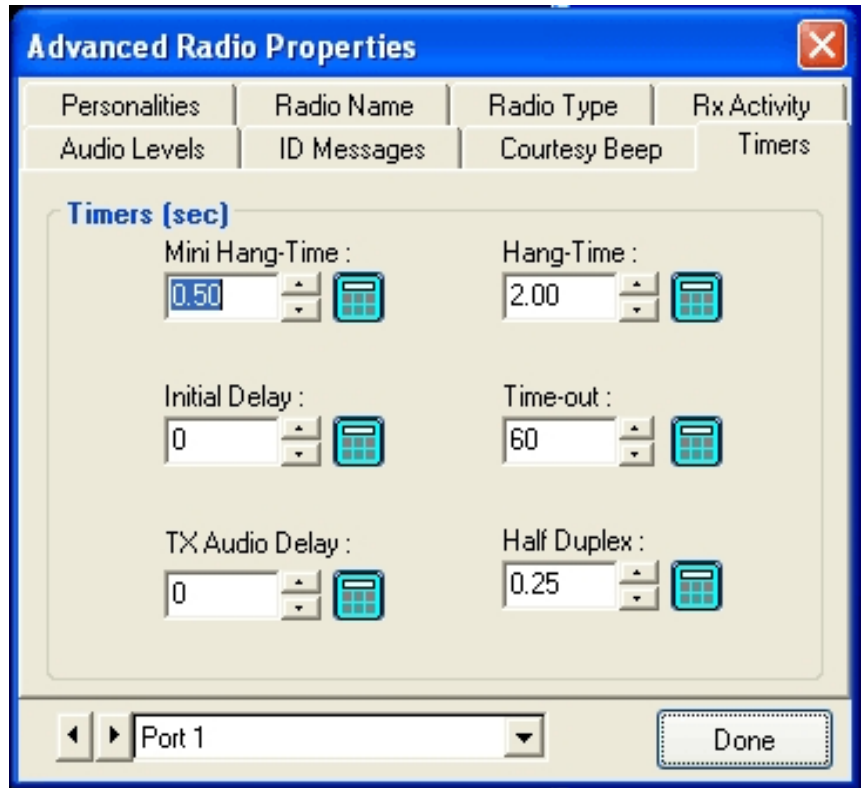 Advanced Radio Properties
Personalities Radio Name Radio Type Rx Activity
Audio Levels ID Messages Courtesy Beep Timers
Timers (sec)
Mini Hang-Time : Hang-Time :
0.50 2.00
Initial Delay : Time-out :
0 60
TX Audio Delay : Half Duplex :
0 0.25
Port 1 Done